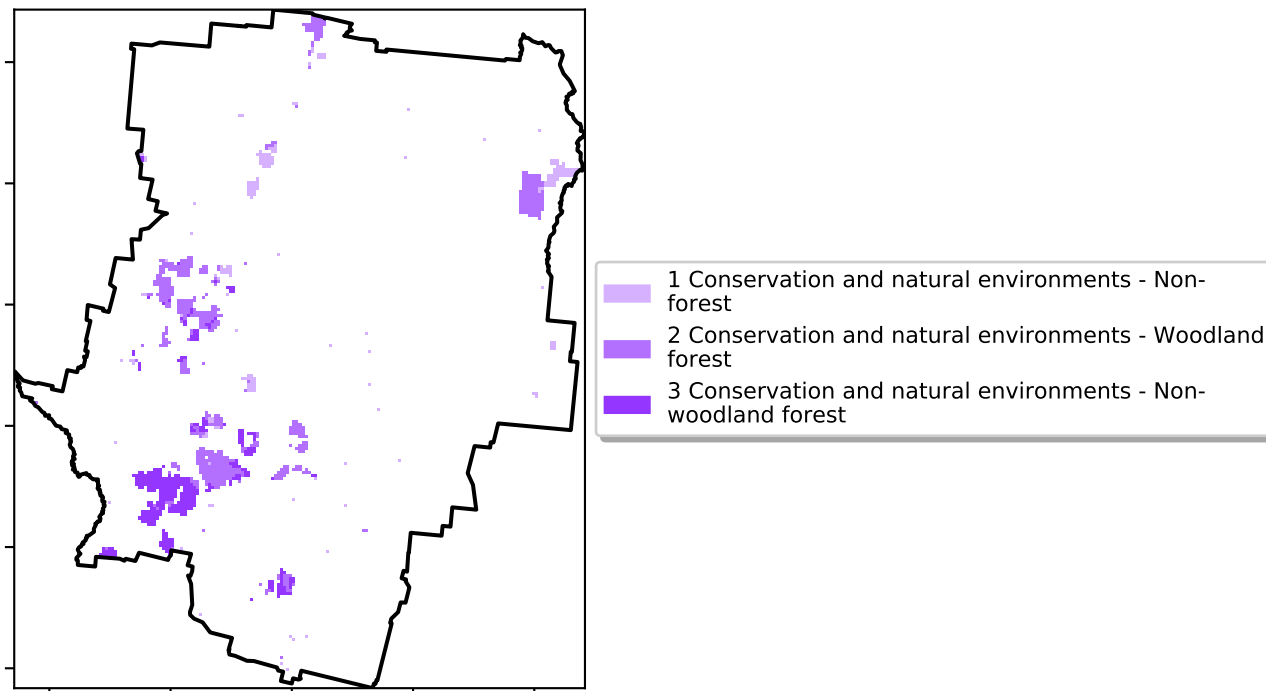 1 Conservation and natural environments - Non-
forest
2 Conservation and natural environments - Woodland
forest
3 Conservation and natural environments - Non-
woodland forest